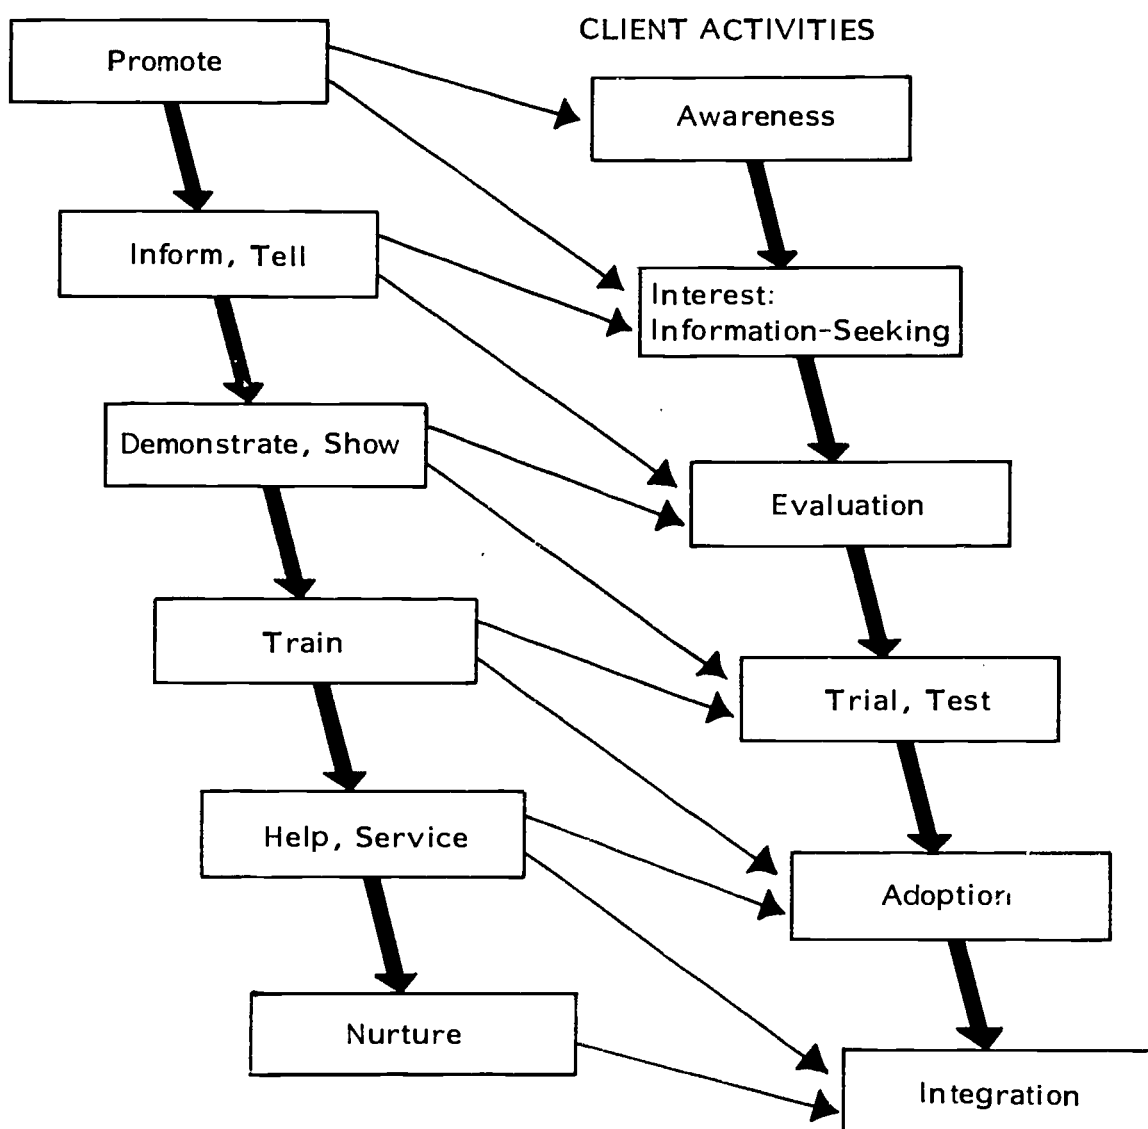 CLIENT ACTIVITIES
Promote
Awareness
Inform, Tell
Interest:
Information-Seeking
Demonstrate, Show
Evaluation
Train
Trial, Test
Help, Service
Adoption
Nurture
Integration